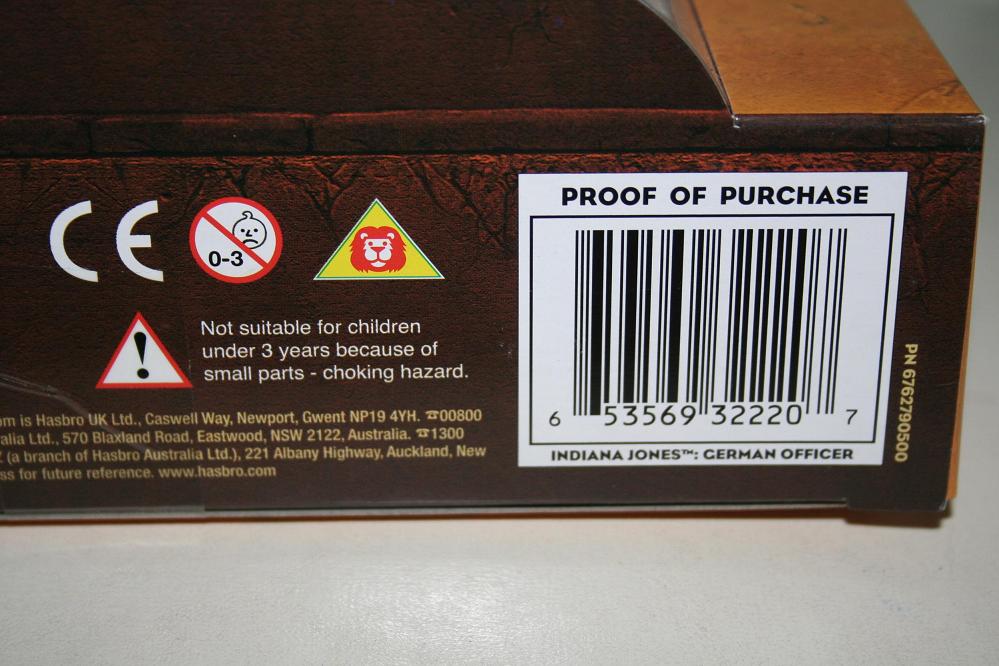 PROOF OF PURCHASE
CE
0-3
Not suitable for children
under 3 years because of
small parts - choking hazard.
6 53569 32220 7
INDIANA JONES™: GERMAN OFFICER
PN 6762790500
om is Hasbro UK Ltd., Caswell Way, Newport, Gwent NP19 4YH. ☎00800
alia Ltd., 570 Blaxland Road, Eastwood, NSW 2122, Australia. ☎1300
(a branch of Hasbro Australia Ltd.), 221 Albany Highway, Auckland, New
ss for future reference. www.hasbro.com